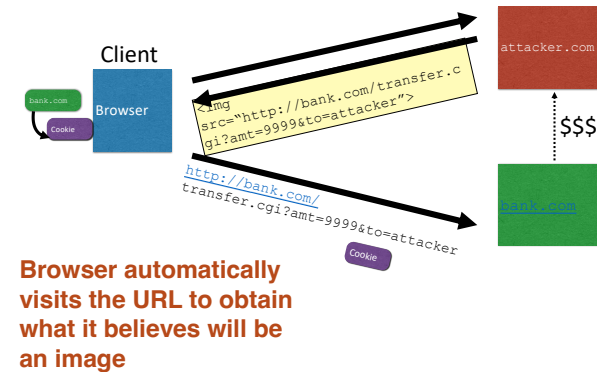 Client
attacker.com
bank.com
Cookie
Browser
<img
src=“http://bank.com/transfer.c
gi?amt=9999&to=attacker”>
$$$
http://bank.com/
transfer.cgi?amt=9999&to=attacker
Cookie
bank.com
Browser automatically
visits the URL to obtain
what it believes will be
an image